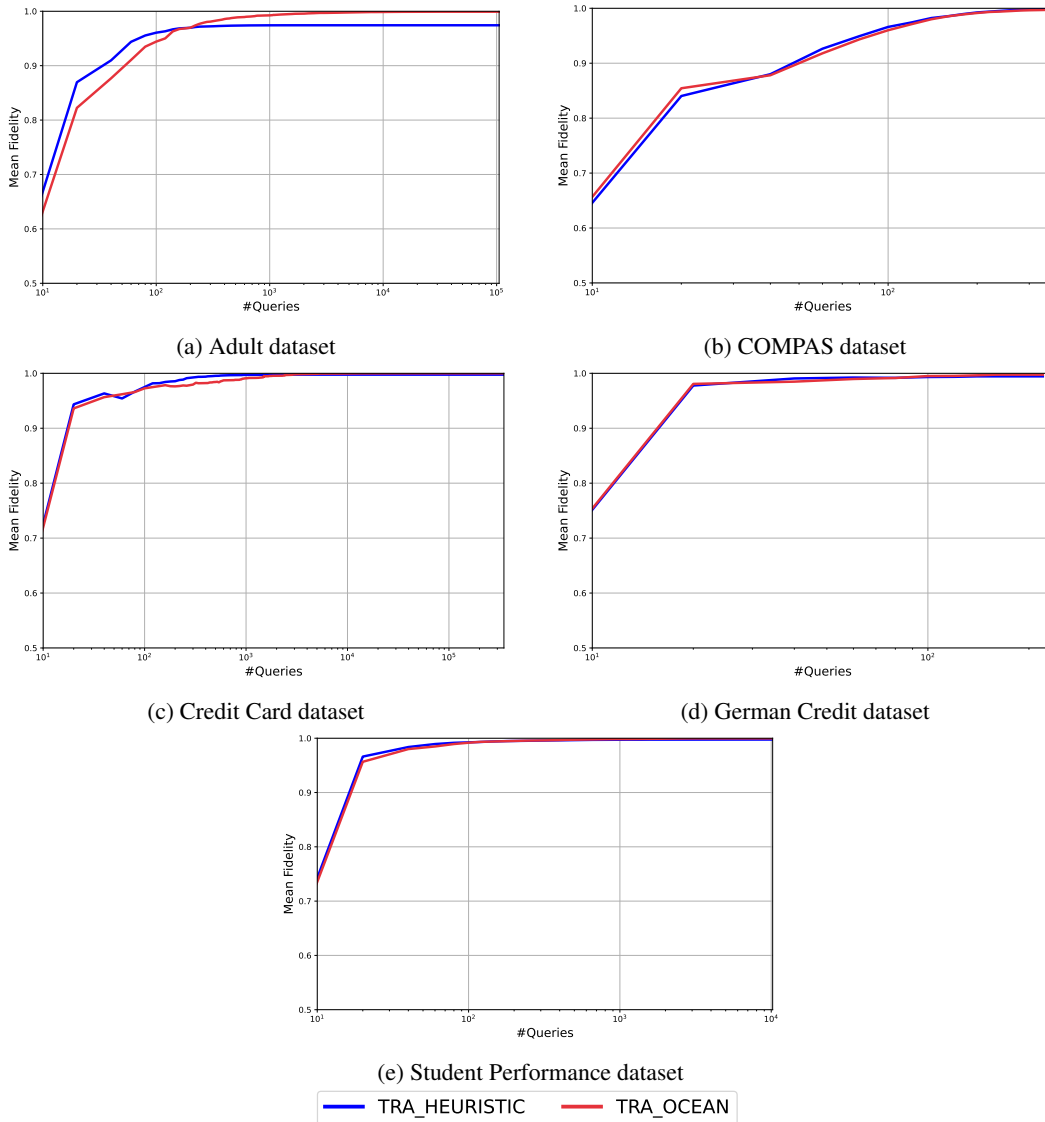 1.0
0.9
0.8
0.7
0.6
0.5
Mean Fidelity
10^1
10^2
10^3
10^4
10^5
#Queries
(a) Adult dataset
1.0
0.9
0.8
0.7
0.6
0.5
Mean Fidelity
10^1
10^2
#Queries
(b) COMPAS dataset
1.0
0.9
0.8
0.7
0.6
0.5
Mean Fidelity
10^1
10^2
10^3
10^4
10^5
#Queries
(c) Credit Card dataset
1.0
0.9
0.8
0.7
0.6
0.5
Mean Fidelity
10^1
10^2
#Queries
(d) German Credit dataset
1.0
0.9
0.8
0.7
0.6
0.5
Mean Fidelity
10^1
10^2
10^3
10^4
#Queries
(e) Student Performance dataset
TRA_HEURISTIC
TRA_OCEAN